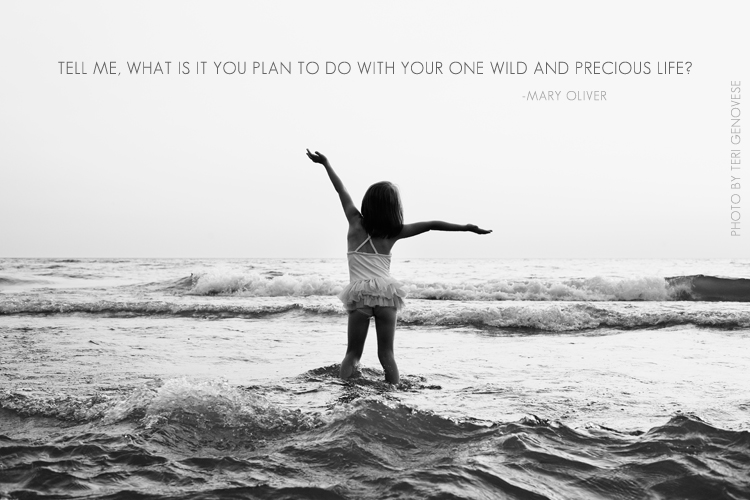 TELL ME, WHAT IS IT YOU PLAN TO DO WITH YOUR ONE WILD AND PRECIOUS LIFE?
-MARY OLIVER
PHOTO BY TERI GENOVESE